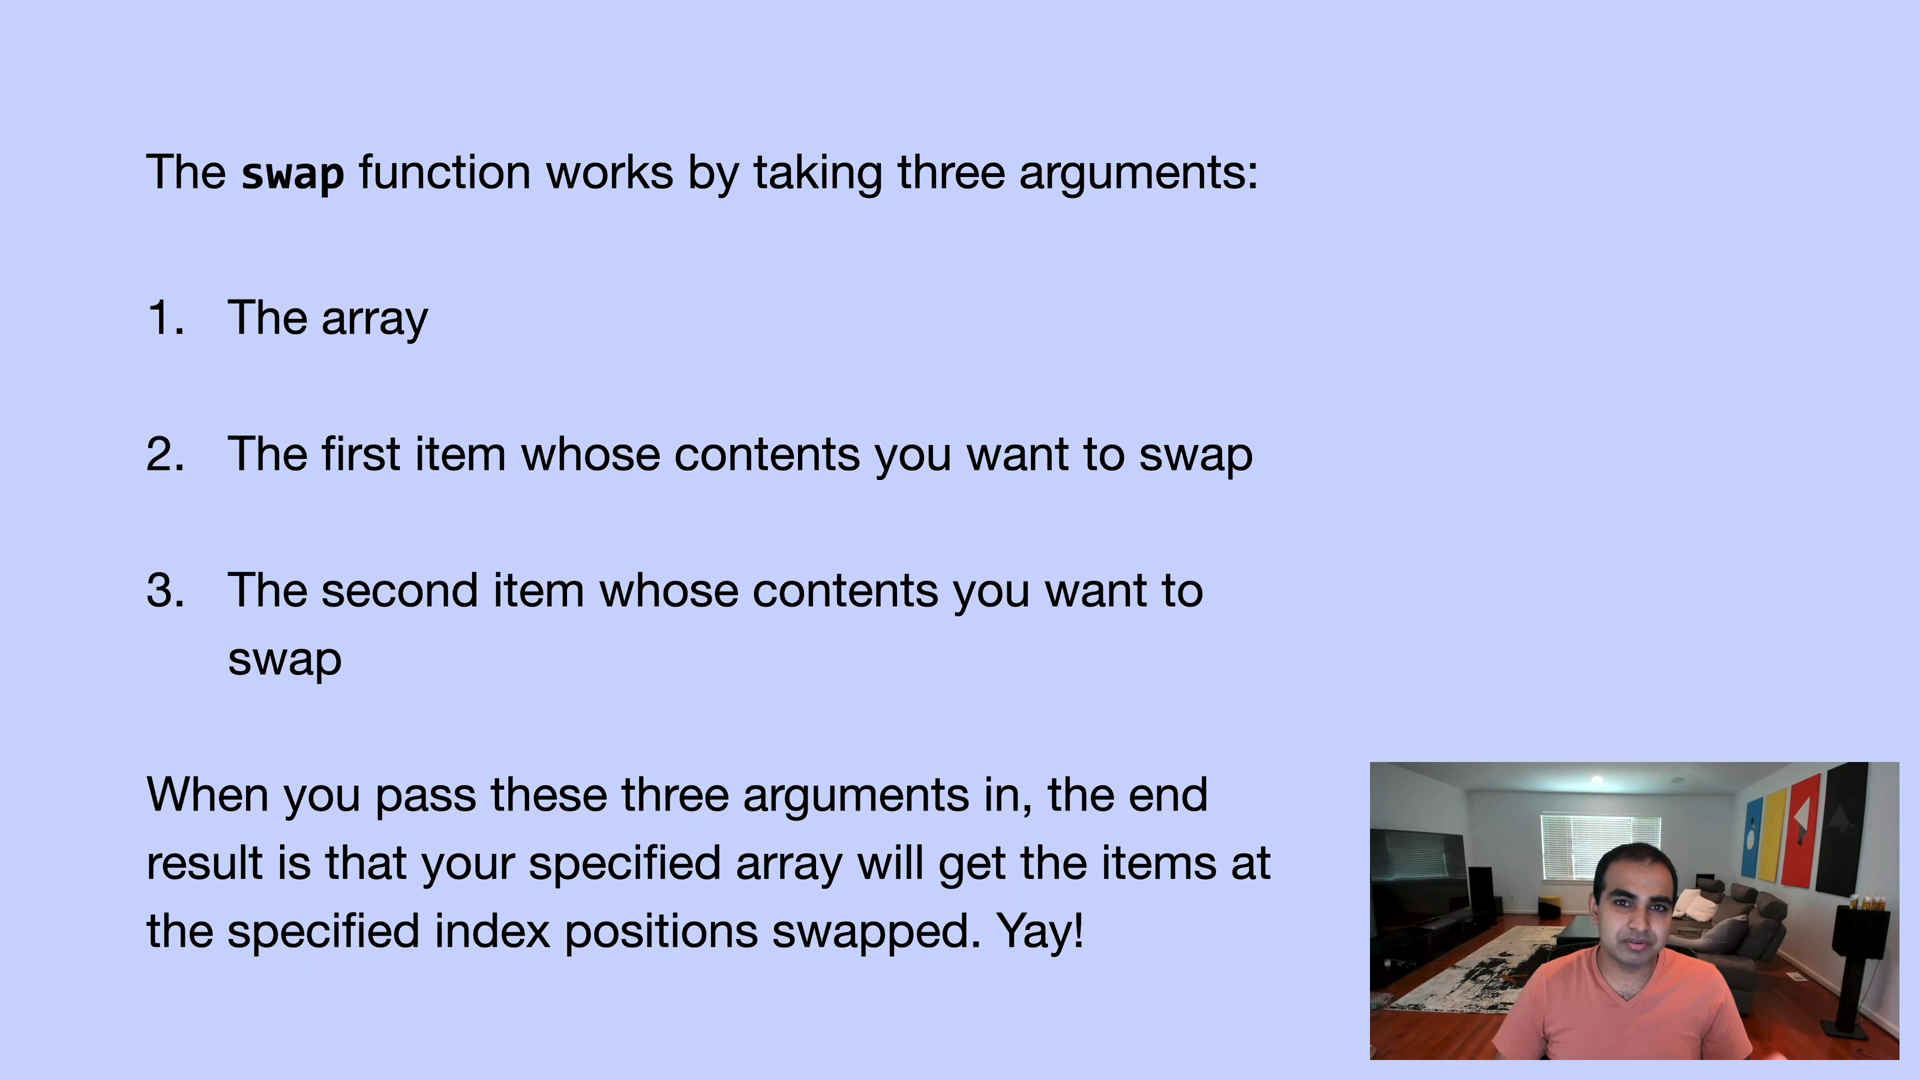 The swap function works by taking three arguments:
1. The array
2. The first item whose contents you want to swap
3. The second item whose contents you want to
swap
When you pass these three arguments in, the end
result is that your specified array will get the items at
the specified index positions swapped. Yay!